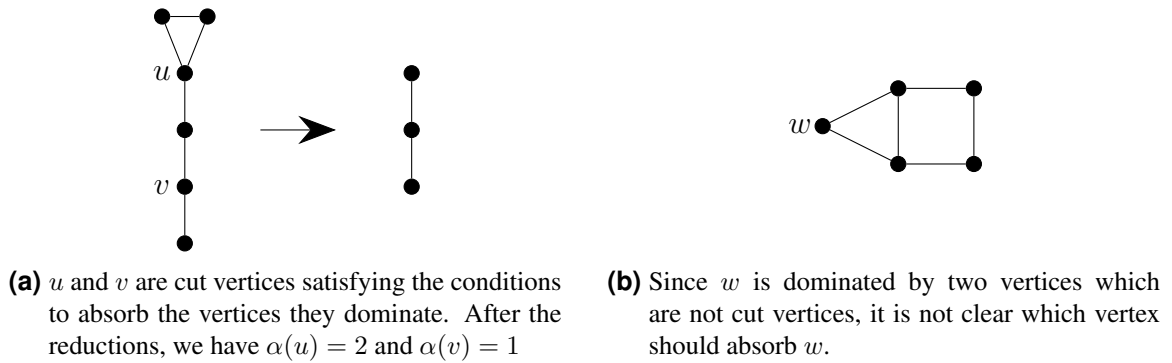 u
v
w
(a) u and v are cut vertices satisfying the conditions
to absorb the vertices they dominate. After the
reductions, we have α(u) = 2 and α(v) = 1
(b) Since w is dominated by two vertices which
are not cut vertices, it is not clear which vertex
should absorb w.